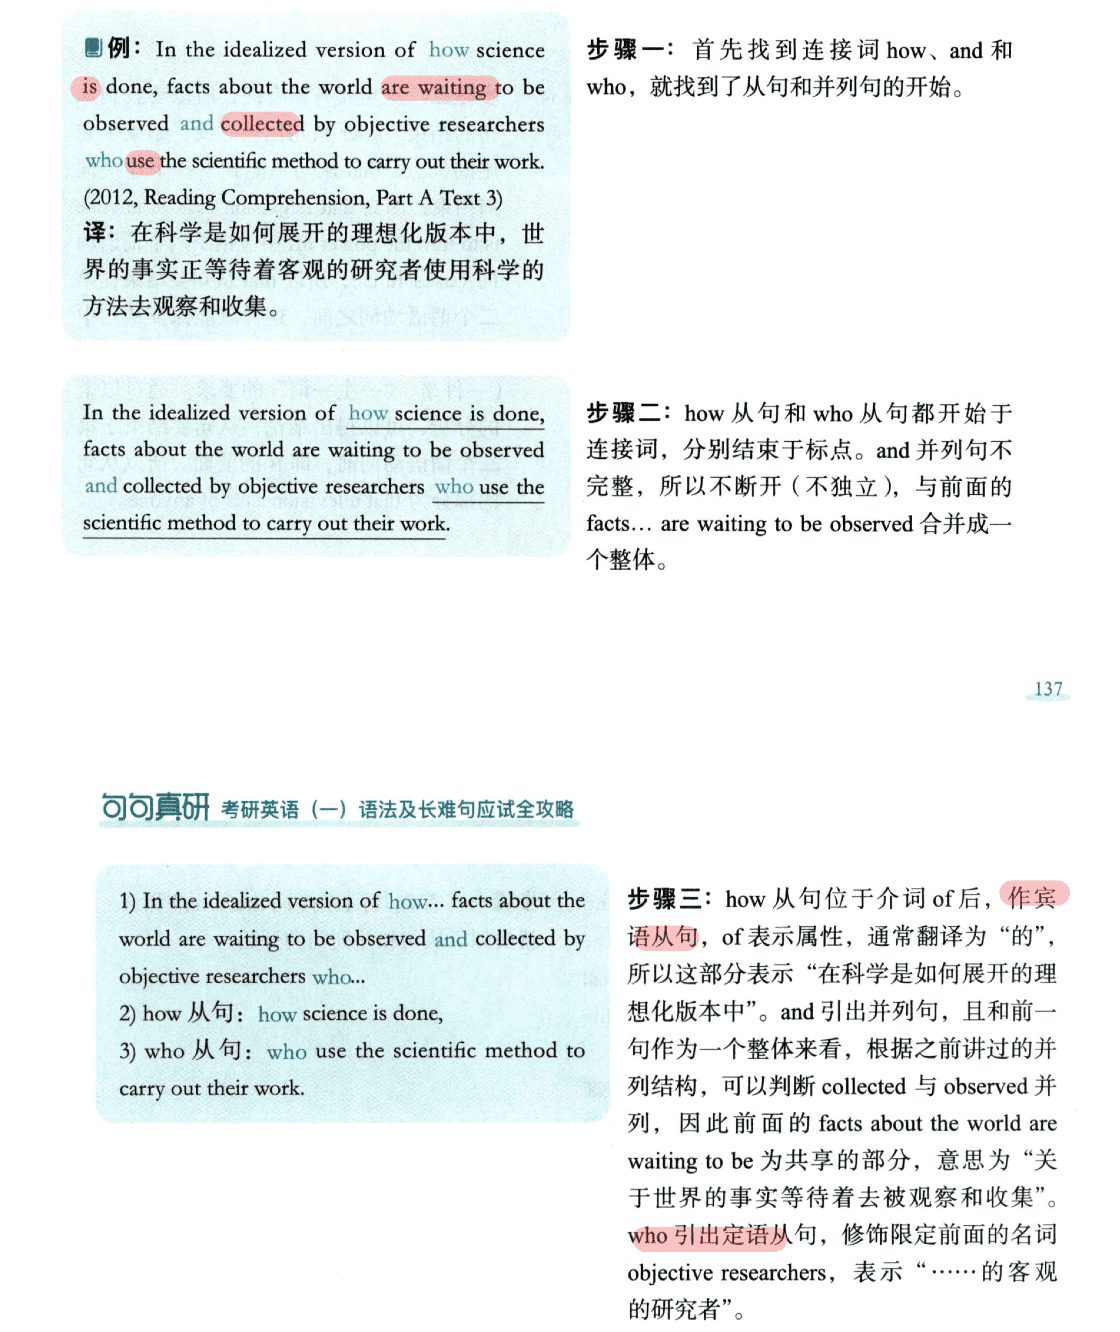 例：In the idealized version of how science
is done, facts about the world are waiting to be
observed and collected by objective researchers
who use the scientific method to carry out their work.
(2012, Reading Comprehension, Part A Text 3)
译：在科学是如何展开的理想化版本中，世
界的事实正等待着客观的研究者使用科学的
方法去观察和收集。
步骤一：首先找到连接词 how、and 和
who，就找到了从句和并列句的开始。
In the idealized version of how science is done,
facts about the world are waiting to be observed
and collected by objective researchers who use the
scientific method to carry out their work.
步骤二：how 从句和 who 从句都开始于
连接词，分别结束于标点。and 并列句不
完整，所以不断开（不独立），与前面的
facts… are waiting to be observed 合并成一
个整体。
137
句句真研 考研英语（一）语法及长难句应试全攻略
1) In the idealized version of how... facts about the
world are waiting to be observed and collected by
objective researchers who...
2) how 从句：how science is done,
3) who 从句：who use the scientific method to
carry out their work.
步骤三：how 从句位于介词 of 后，作宾
语从句，of 表示属性，通常翻译为“的”，
所以这部分表示“在科学是如何展开的理
想化版本中”。and 引出并列句，且和前一
句作为一个整体来看，根据之前讲过的并
列结构，可以判断 collected 与 observed 并
列，因此前面的 facts about the world are
waiting to be 为共享的部分，意思为“关
于世界的事实等待着去被观察和收集”。
who 引出定语从句，修饰限定前面的名词
objective researchers，表示“……的客观
的研究者”。